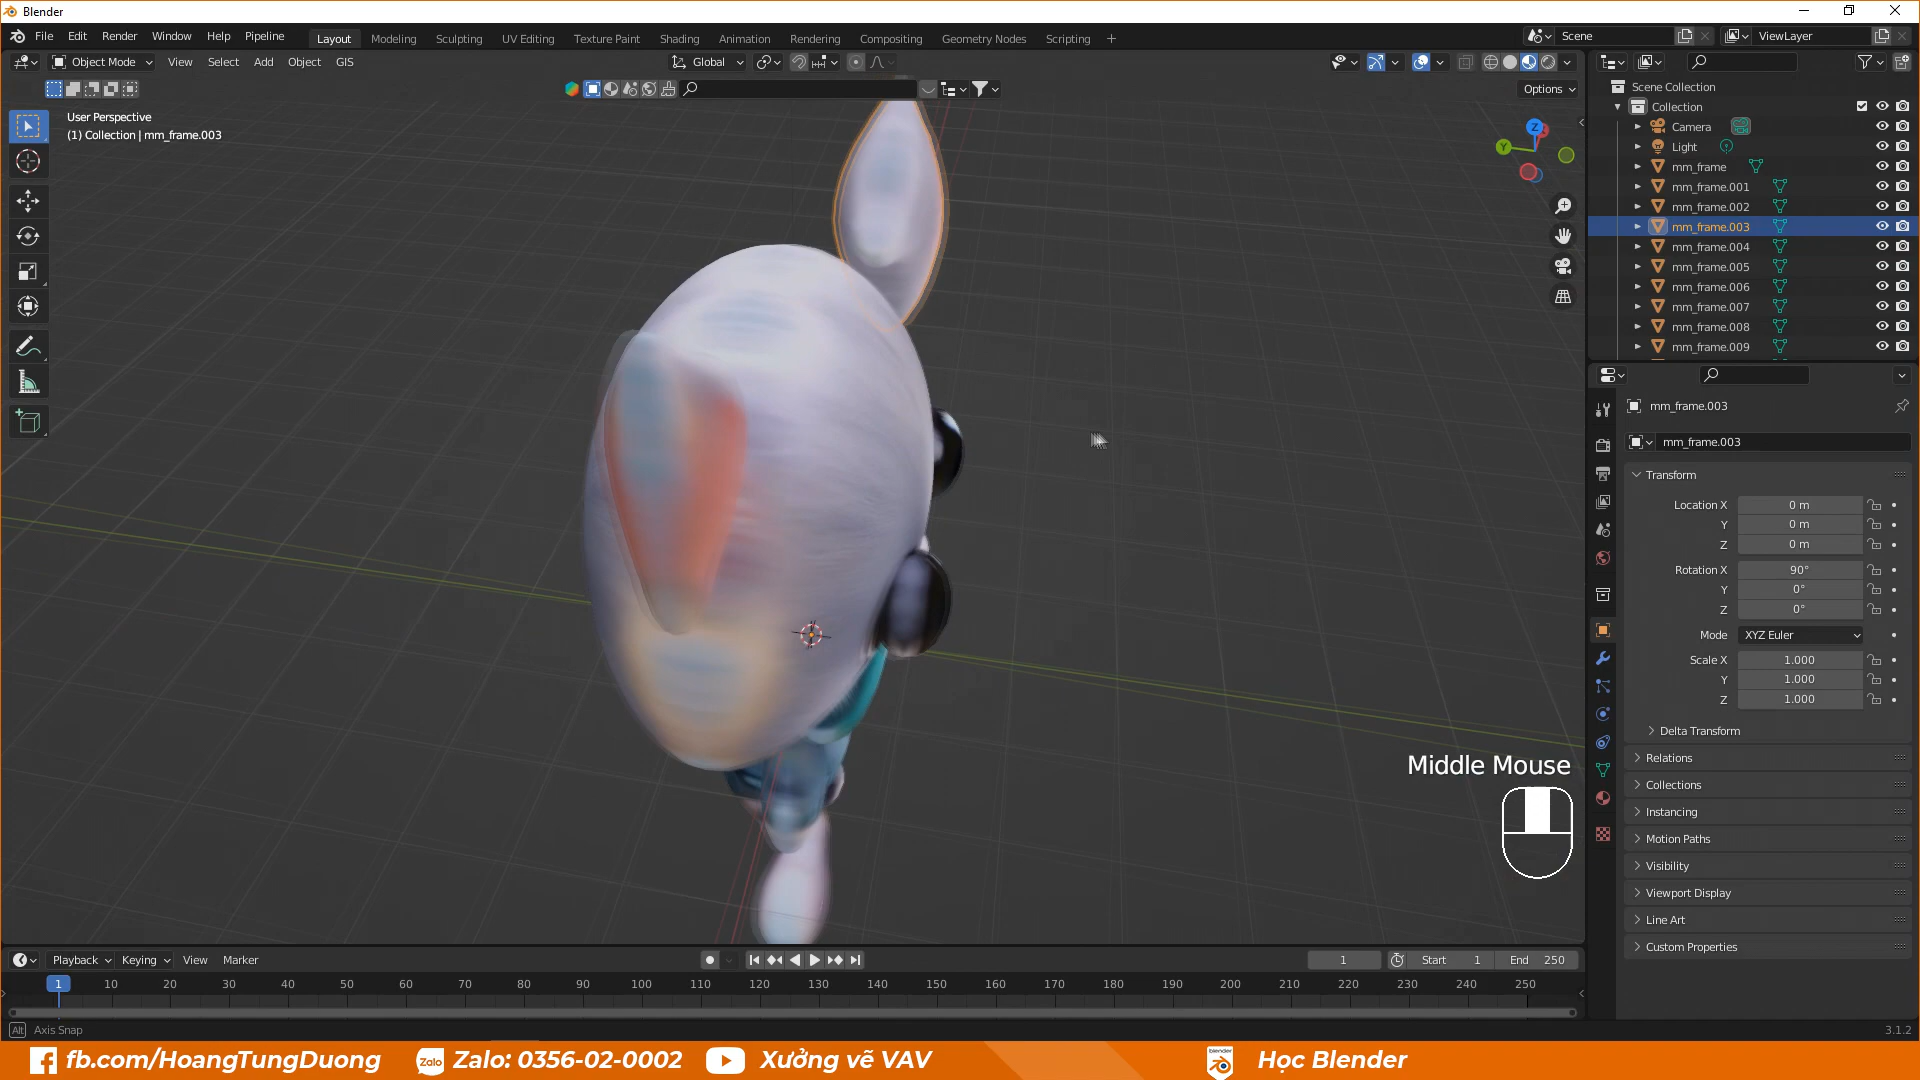 Blender
File Edit Render Window Help Pipeline Layout Modeling Sculpting UV Editing Texture Paint Shading Animation Rendering Compositing Geometry Nodes Scripting + Scene ViewLayer
Object Mode View Select Add Object GIS Global
Options
User Perspective
(1) Collection | mm_frame.003
Z
Y
Scene Collection
Collection
Camera
Light
mm_frame
mm_frame.001
mm_frame.002
mm_frame.003
mm_frame.004
mm_frame.005
mm_frame.006
mm_frame.007
mm_frame.008
mm_frame.009
mm_frame.003
mm_frame.003
Transform
Location X 0 m
Y 0 m
Z 0 m
Rotation X 90°
Y 0°
Z 0°
Mode XYZ Euler
Scale X 1.000
Y 1.000
Z 1.000
Delta Transform
Relations
Collections
Instancing
Motion Paths
Visibility
Viewport Display
Line Art
Custom Properties
Middle Mouse
Playback Keying View Marker 1 Start 1 End 250
1 10 20 30 40 50 60 70 80 90 100 110 120 130 140 150 160 170 180 190 200 210 220 230 240 250
Alt Axis Snap 3.1.2
fb.com/HoangTungDuong Zalo Zalo: 0356-02-0002 Xưởng vẽ VAV blender Học Blender